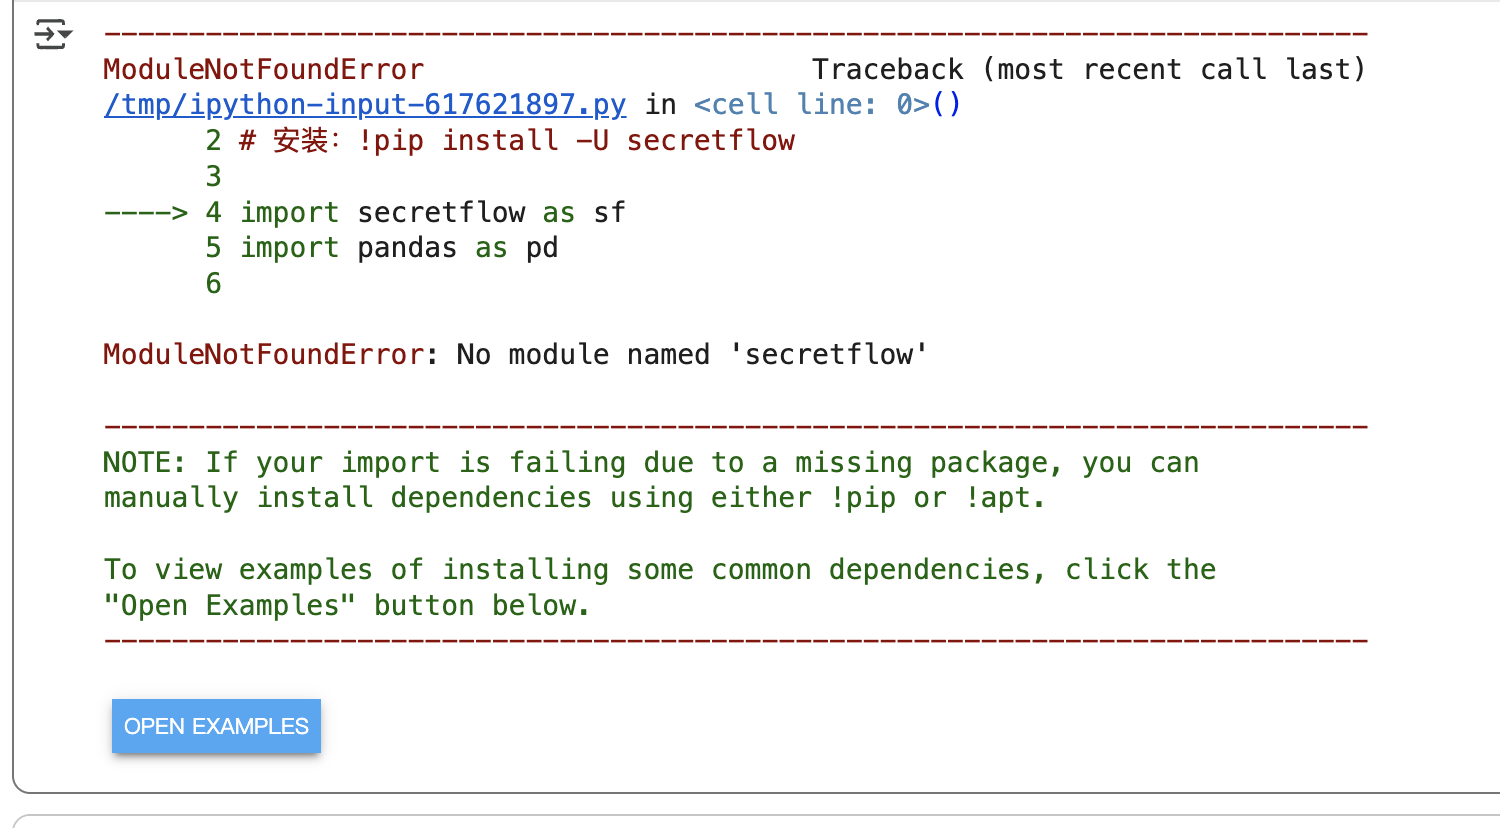 ---------------------------------------------------------------------------
ModuleNotFoundError                       Traceback (most recent call last)
/tmp/ipython-input-617621897.py in <cell line: 0>()
      2 # 安装：!pip install -U secretflow
      3
----> 4 import secretflow as sf
      5 import pandas as pd
      6

ModuleNotFoundError: No module named 'secretflow'

---------------------------------------------------------------------------
NOTE: If your import is failing due to a missing package, you can
manually install dependencies using either !pip or !apt.

To view examples of installing some common dependencies, click the
"Open Examples" button below.
---------------------------------------------------------------------------
OPEN EXAMPLES